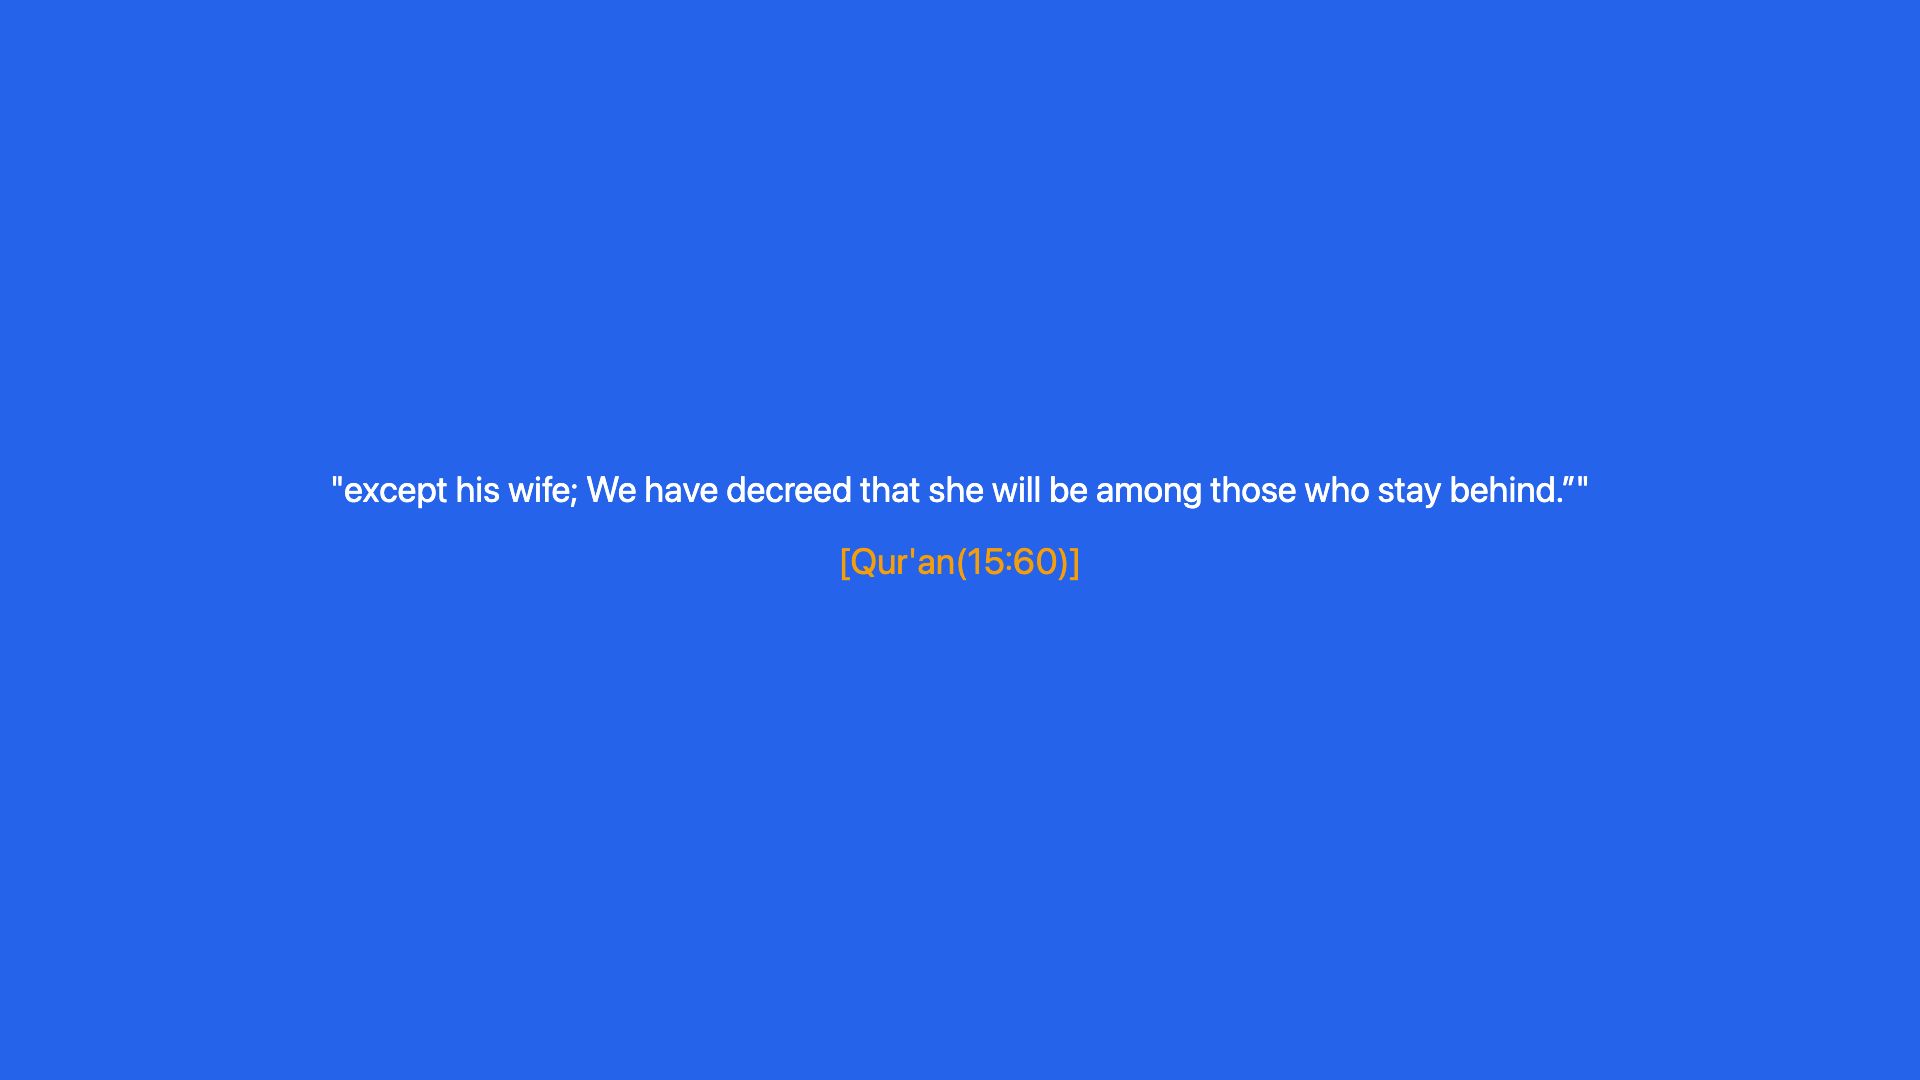 "except his wife; We have decreed that she will be among those who stay behind.”"
[Qur'an(15:60)]